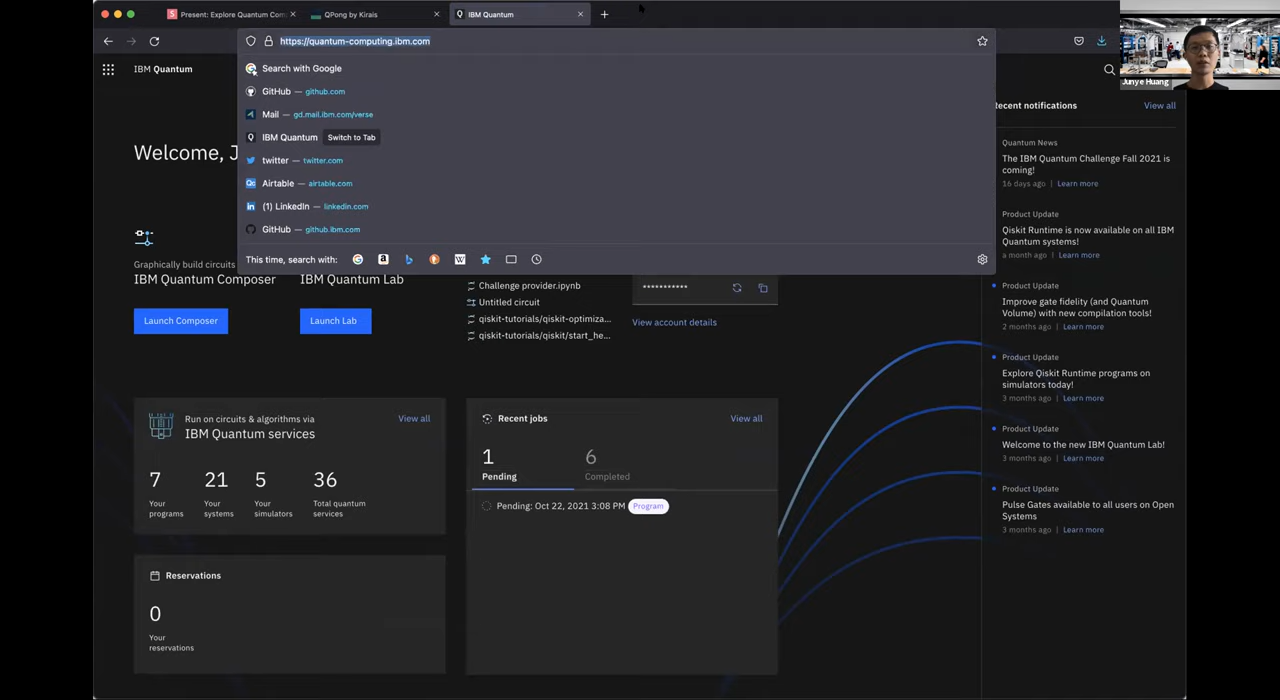 Present: Explore Quantum Com
QPong by Kirais
IBM Quantum
https://quantum-computing.ibm.com
IBM Quantum
Junye Huang
Search with Google
GitHub — github.com
Mail — gd.mail.ibm.com/verse
IBM Quantum Switch to Tab
twitter — twitter.com
Airtable — airtable.com
(1) LinkedIn — linkedin.com
GitHub — github.ibm.com
This time, search with:
Welcome, J
Graphically build circuits
IBM Quantum Composer
IBM Quantum Lab
Launch Composer
Launch Lab
Challenge provider.ipynb
Untitled circuit
qiskit-tutorials/qiskit-optimiza...
qiskit-tutorials/qiskit/start_he...
***********
View account details
Run on circuits & algorithms via
IBM Quantum services
View all
7
Your
programs
21
Your
systems
5
Your
simulators
36
Total quantum
services
Recent jobs
View all
1
Pending
6
Completed
Pending: Oct 22, 2021 3:08 PM Program
Reservations
0
Your
reservations
Recent notifications
View all
Quantum News
The IBM Quantum Challenge Fall 2021 is
coming!
16 days ago | Learn more
Product Update
Qiskit Runtime is now available on all IBM
Quantum systems!
a month ago | Learn more
Product Update
Improve gate fidelity (and Quantum
Volume) with new compilation tools!
2 months ago | Learn more
Product Update
Explore Qiskit Runtime programs on
simulators today!
3 months ago | Learn more
Product Update
Welcome to the new IBM Quantum Lab!
3 months ago | Learn more
Product Update
Pulse Gates available to all users on Open
Systems
3 months ago | Learn more